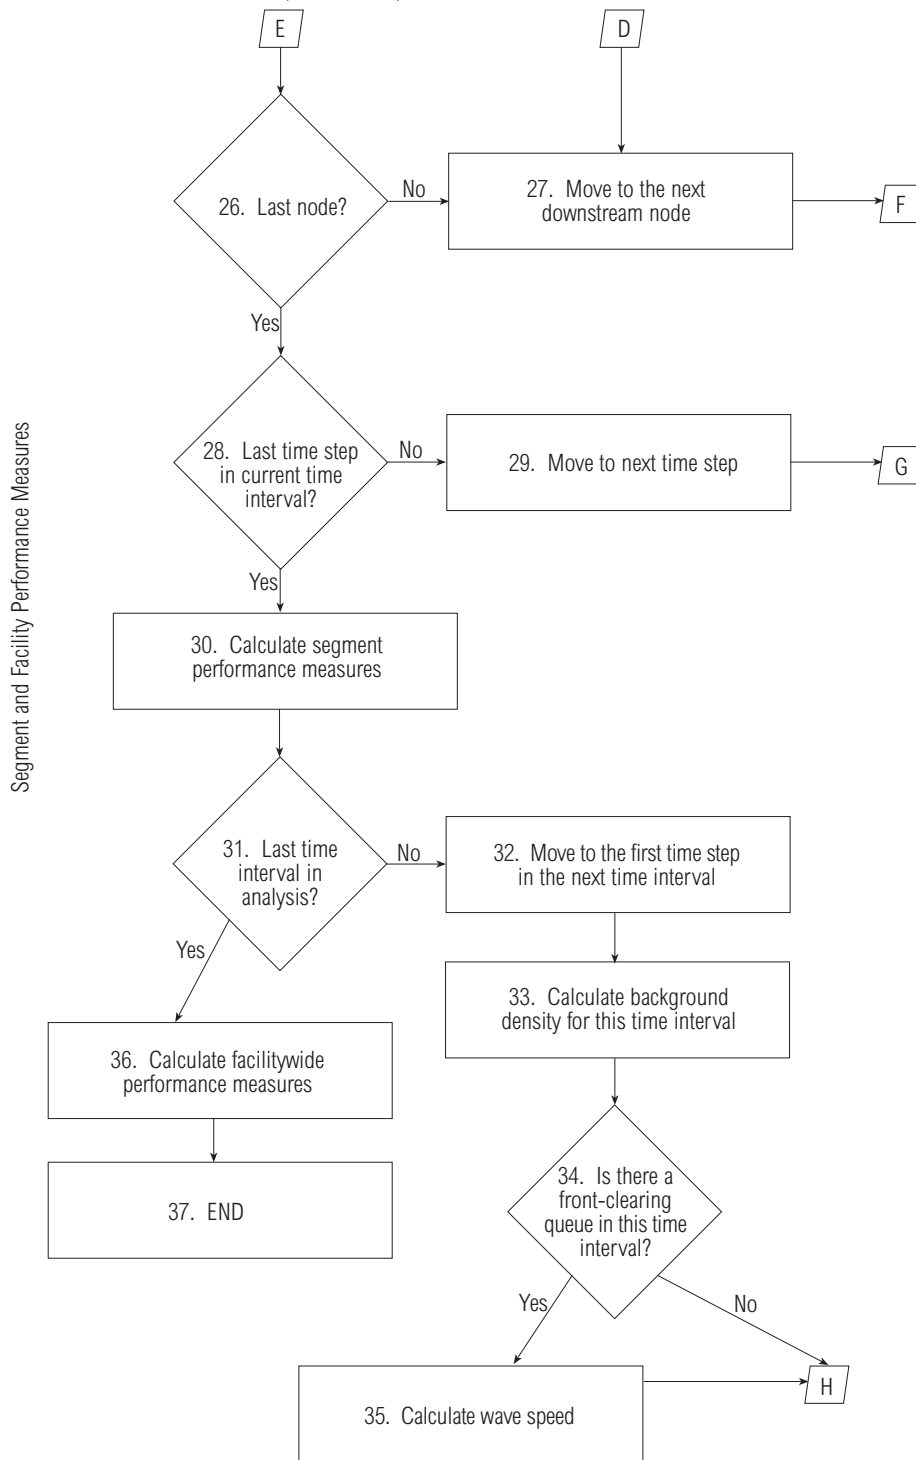 E
D
26. Last node?
No
27. Move to the next
downstream node
F
Yes
28. Last time step
in current time
interval?
No
29. Move to next time step
G
Yes
30. Calculate segment
performance measures
Segment and Facility Performance Measures
31. Last time
interval in
analysis?
No
32. Move to the first time step
in the next time interval
Yes
33. Calculate background
density for this time interval
36. Calculate facilitywide
performance measures
34. Is there a
front-clearing
queue in this time
interval?
37. END
Yes
No
H
35. Calculate wave speed